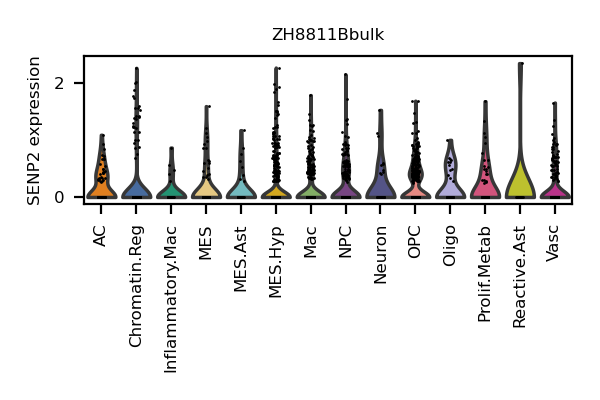 ZH8811Bbulk
SENP2 expression
2
0
AC
Chromatin.Reg
Inflammatory.Mac
MES
MES.Ast
MES.Hyp
Mac
NPC
Neuron
OPC
Oligo
Prolif.Metab
Reactive.Ast
Vasc